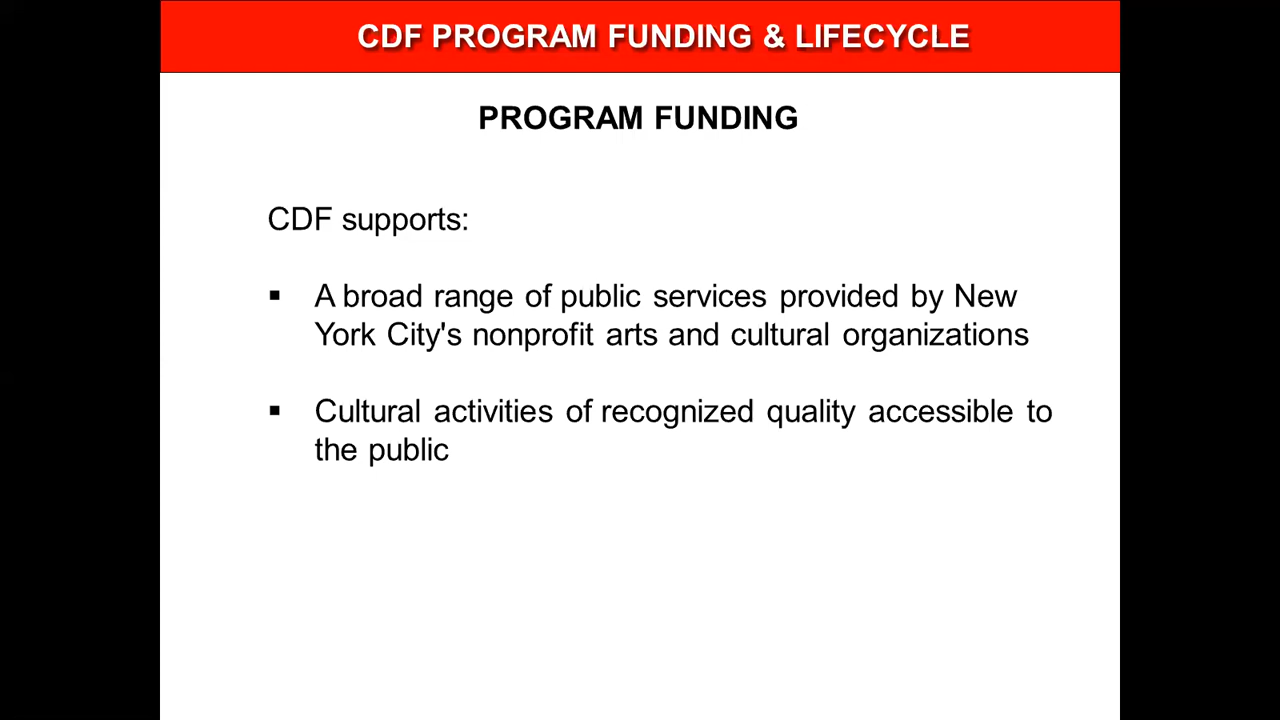 CDF PROGRAM FUNDING & LIFECYCLE
PROGRAM FUNDING
CDF supports:
▪ A broad range of public services provided by New
York City's nonprofit arts and cultural organizations
▪ Cultural activities of recognized quality accessible to
the public